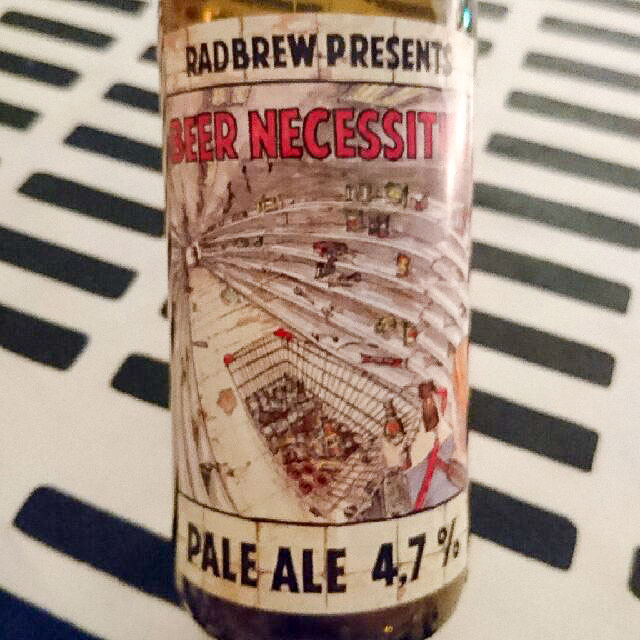 RADBREW PRESENTS
BEER NECESSIT
PALE ALE 4,7%